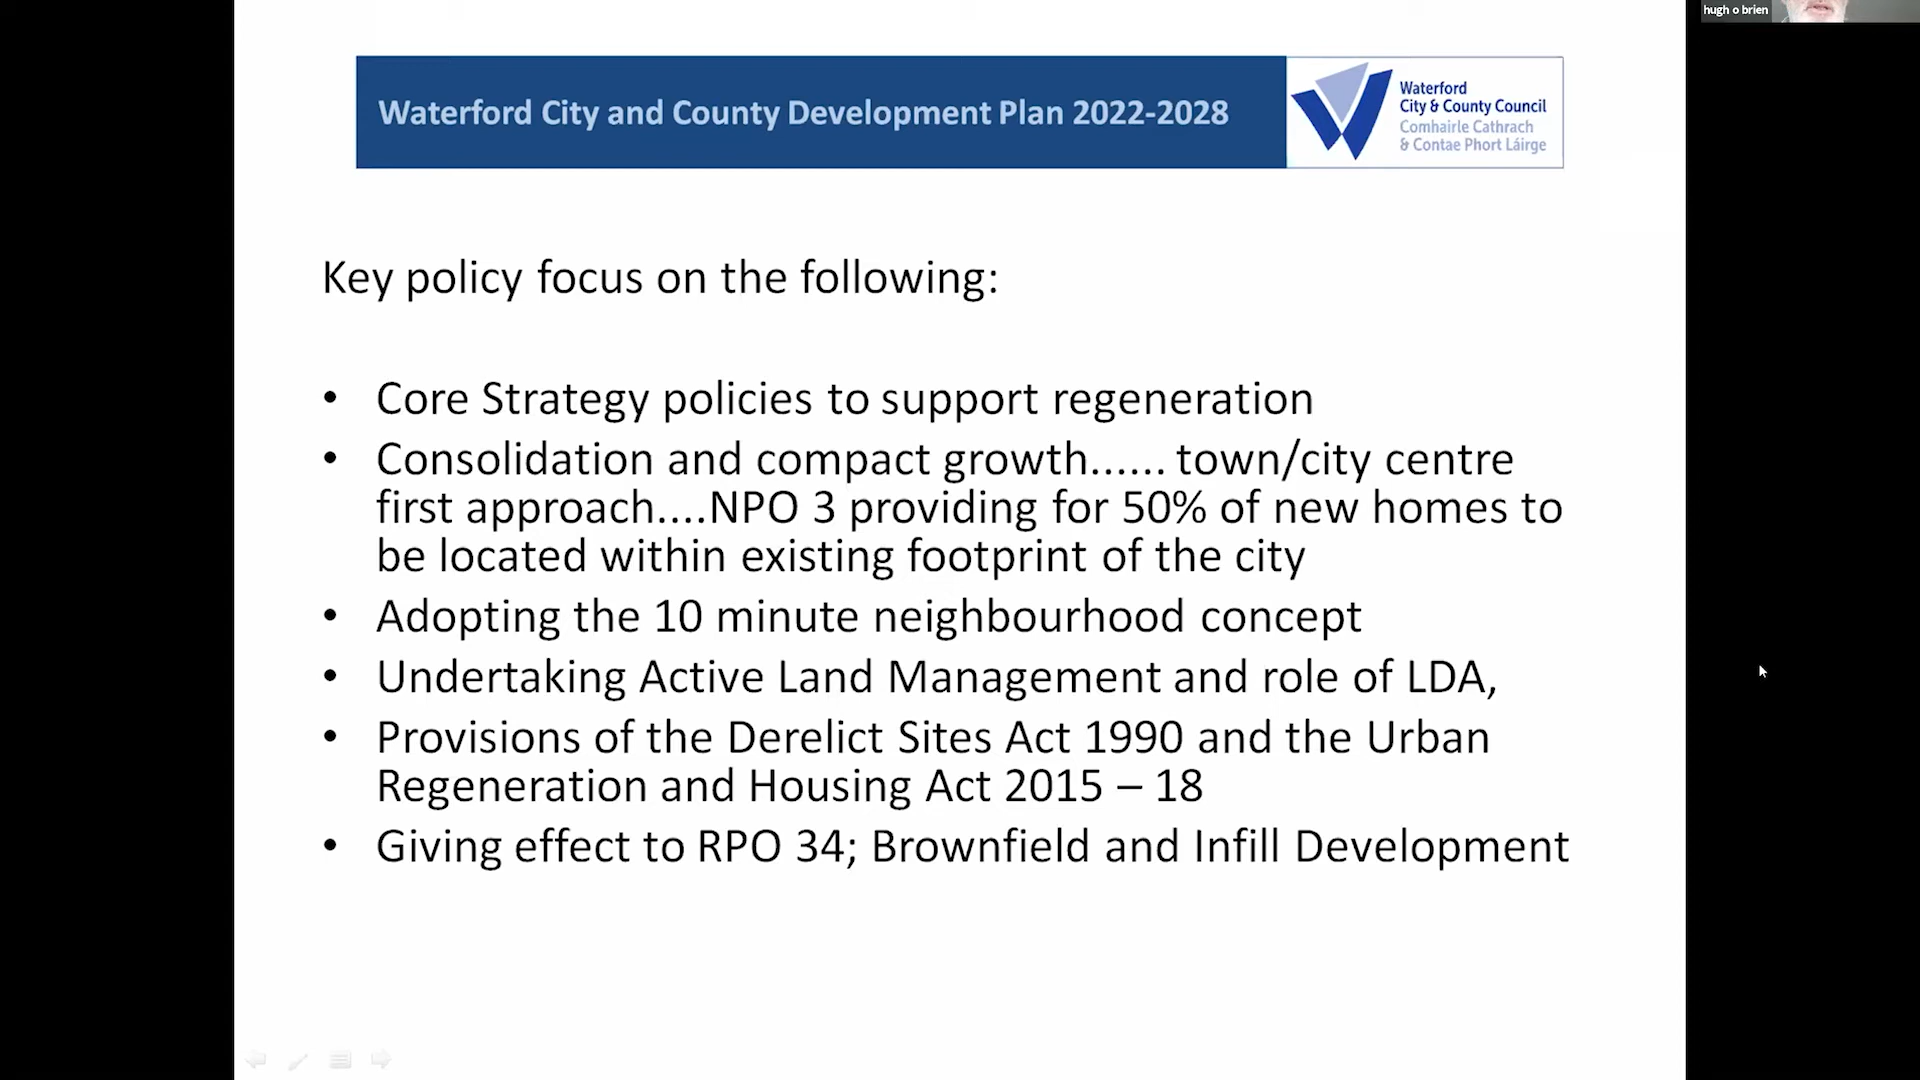 hugh o brien
Waterford City and County Development Plan 2022-2028
Waterford
City & County Council
Comhairle Cathrach
& Contae Phort Láirge
Key policy focus on the following:
• Core Strategy policies to support regeneration
• Consolidation and compact growth...... town/city centre
first approach....NPO 3 providing for 50% of new homes to
be located within existing footprint of the city
• Adopting the 10 minute neighbourhood concept
• Undertaking Active Land Management and role of LDA,
• Provisions of the Derelict Sites Act 1990 and the Urban
Regeneration and Housing Act 2015 – 18
• Giving effect to RPO 34; Brownfield and Infill Development